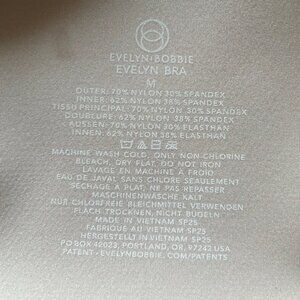 EVELYN·BOBBIE
EVELYN BRA
M
OUTER: 70% NYLON 30% SPANDEX
INNER: 62% NYLON 38% SPANDEX
TISSU PRINCIPAL: 70% NYLON 30% SPANDEX
DOUBLURE: 62% NYLON 38% SPANDEX
AUSSEN: 70% NYLON 30% ELASTHAN
INNEN: 62% NYLON 38% ELASTHAN
MACHINE WASH COLD, ONLY NON-CHLORINE
BLEACH, DRY FLAT, DO NOT IRON
LAVAGE EN MACHINE A FROID
EAU DE JAVAL SANS CHLORE SEULEMENT
SÉCHAGE A PLAT, NE PAS REPASSER
MASCHINENWÄSCHE KALT
NUR CHLORFREIE BLEICHMITTEL VERWENDEN
FLACH TROCKNEN, NICHT BÜGELN
MADE IN VIETNAM SP25
FABRIQUÉ AU VIETNAM SP25
HERGESTELLT IN VIETNAM SP25
PO BOX 42023, PORTLAND, OR, 97242 USA
PATENT: EVELYNBOBBIE.COM/PATENTS